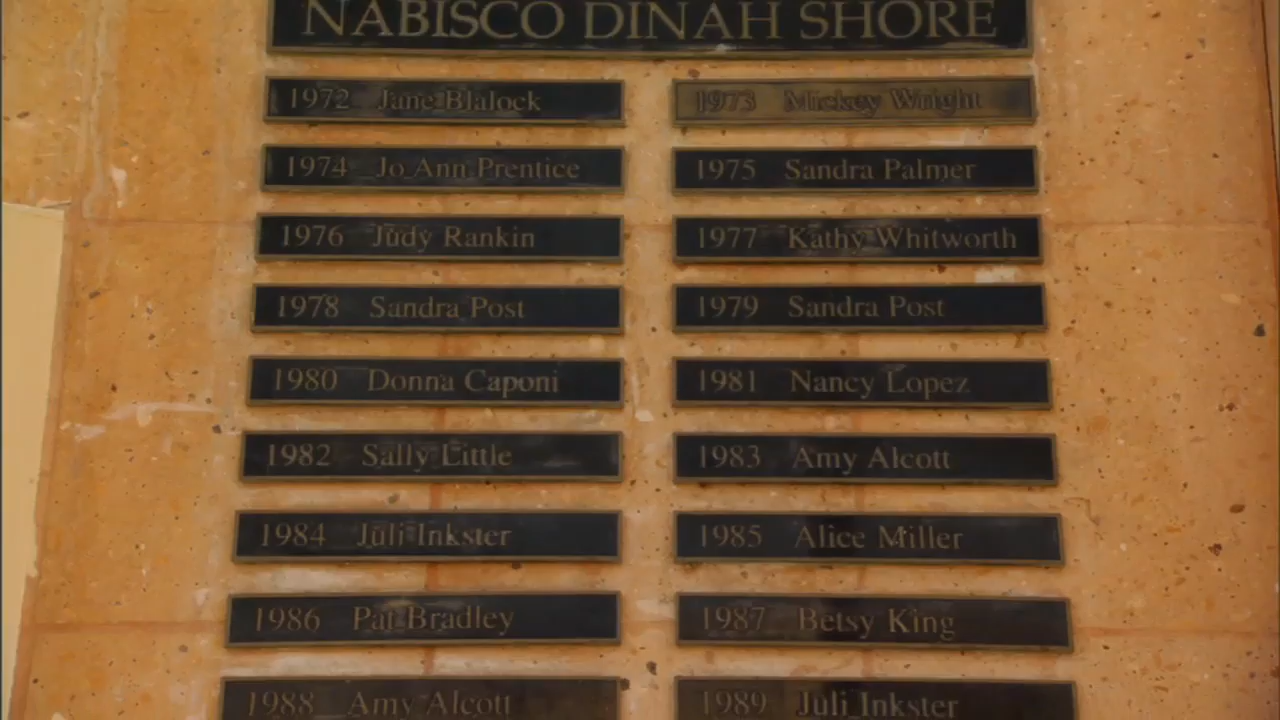 NABISCO DINAH SHORE
1972 Jane Blalock
1973 Mickey Wright
1974 Jo Ann Prentice
1975 Sandra Palmer
1976 Judy Rankin
1977 Kathy Whitworth
1978 Sandra Post
1979 Sandra Post
1980 Donna Caponi
1981 Nancy Lopez
1982 Sally Little
1983 Amy Alcott
1984 Juli Inkster
1985 Alice Miller
1986 Pat Bradley
1987 Betsy King
1988 Amy Alcott
1989 Juli Inkster